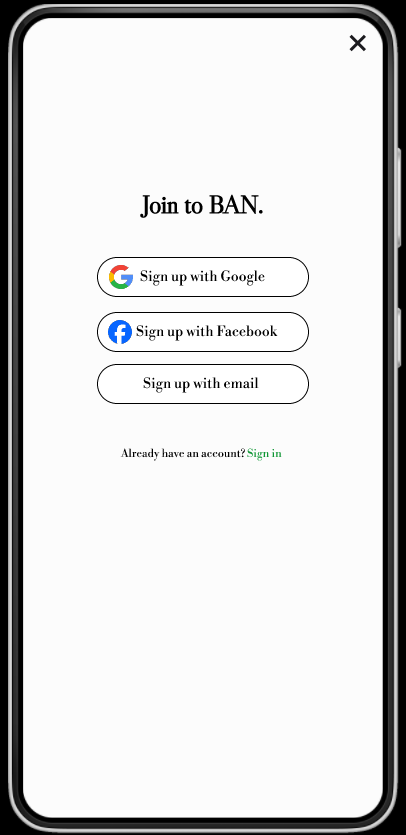 Join to BAN.
Sign up with Google
Sign up with Facebook
Sign up with email
Already have an account? Sign in